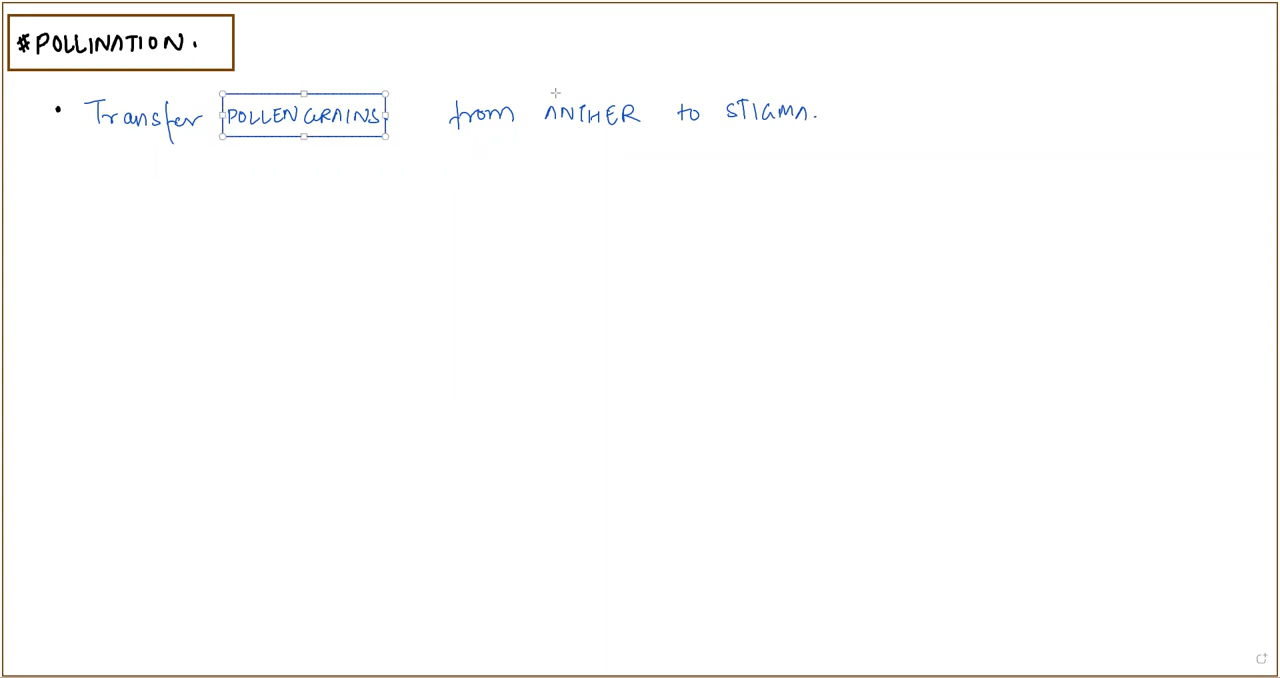 *POLLINATION.
• Transfer POLLEN GRAINS from ANTHER to STIGMA.